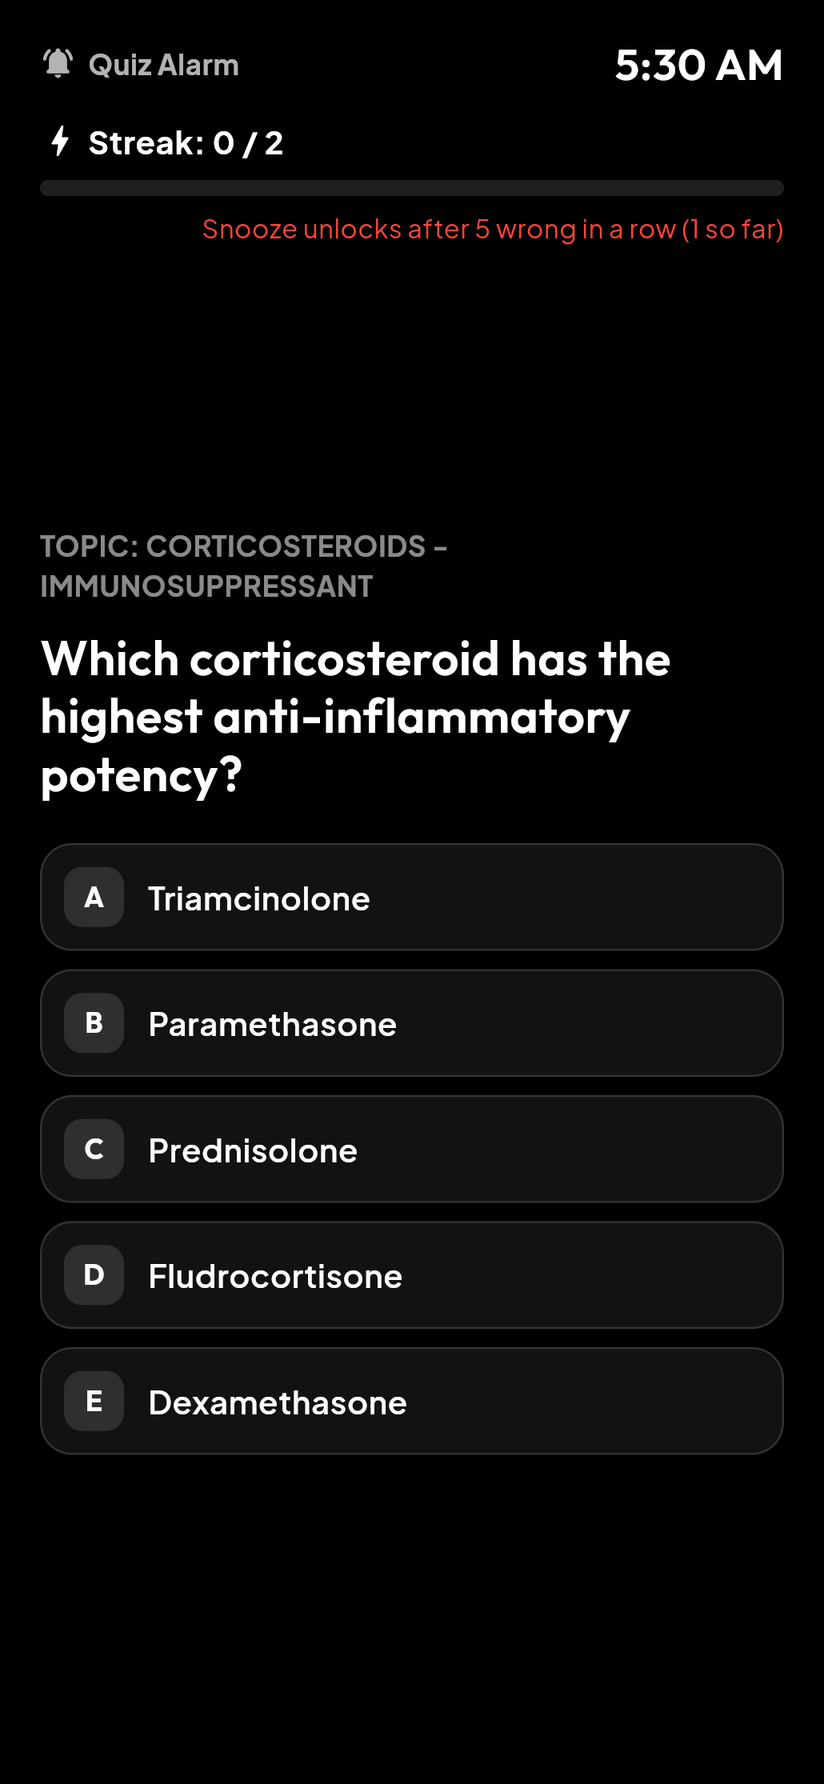 Quiz Alarm
5:30 AM
Streak: 0 / 2
Snooze unlocks after 5 wrong in a row (1 so far)
TOPIC: CORTICOSTEROIDS –
IMMUNOSUPPRESSANT
Which corticosteroid has the
highest anti-inflammatory
potency?
A Triamcinolone
B Paramethasone
C Prednisolone
D Fludrocortisone
E Dexamethasone